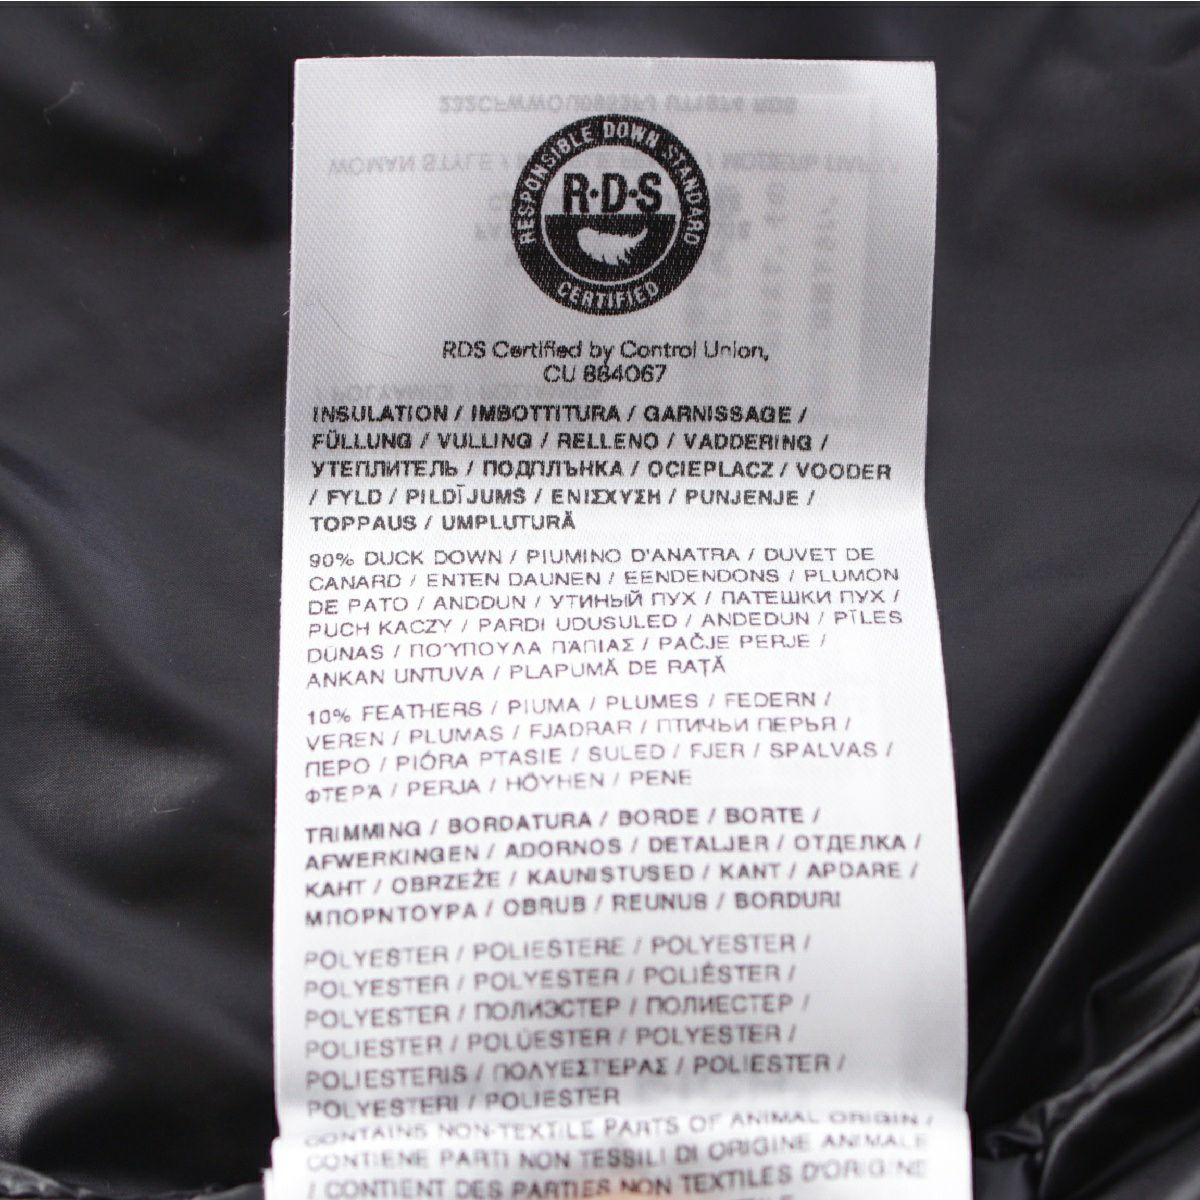 RESPONSIBLE DOWN STANDARD
R·D·S
CERTIFIED
RDS Certified by Control Union,
CU 884067
INSULATION / IMBOTTITURA / GARNISSAGE /
FÜLLUNG / VULLING / RELLENO / VADDERING /
УТЕПЛИТЕЛЬ / ПОДПЛЪНКА / OCIEPLACZ / VOODER
/ FYLD / PILDĪJUMS / ΕΝΙΣΧΥΣΗ / PUNJENJE /
TOPPAUS / UMPLUTURĂ
90% DUCK DOWN / PIUMINO D'ANATRA / DUVET DE
CANARD / ENTEN DAUNEN / EENDENDONS / PLUMON
DE PATO / ANDDUN / УТИНЫЙ ПУХ / ПАТЕШКИ ПУХ /
PUCH KACZY / PARDI UDUSULED / ANDEDUN / PĪLES
DŪNAS / ΠΟΎΠΟΥΛΑ ΠΆΠΙΑΣ / PAČJE PERJE /
ANKAN UNTUVA / PLAPUMĂ DE RAȚĂ
10% FEATHERS / PIUMA / PLUMES / FEDERN /
VEREN / PLUMAS / FJADRAR / ПТИЧЬИ ПЕРЬЯ /
ПЕРО / PIÓRA PTASIE / SULED / FJER / SPALVAS /
ΦΤΕΡΆ / PERJA / HÖYHEN / PENE
TRIMMING / BORDATURA / BORDE / BORTE /
AFWERKINGEN / ADORNOS / DETALJER / ОТДЕЛКА /
КАНТ / OBRZEŻE / KAUNISTUSED / KANT / APDARE /
ΜΠΟΡΝΤΟΥΡΑ / OBRUB / REUNUS / BORDURI
POLYESTER / POLIESTERE / POLYESTER /
POLYESTER / POLYESTER / POLIÉSTER /
POLYESTER / ПОЛИЭСТЕР / ПОЛИЕСТЕР /
POLIESTER / POLÜESTER / POLYESTER /
POLIESTERIS / ΠΟΛΥΕΣΤΈΡΑΣ / POLIESTER /
POLYESTERI / POLIESTER
CONTAINS NON-TEXTILE PARTS OF ANIMAL ORIGIN /
CONTIENE PARTI NON TESSILI DI ORIGINE ANIMALE
/ CONTIENT DES PARTIES NON TEXTILES D'ORIGINE